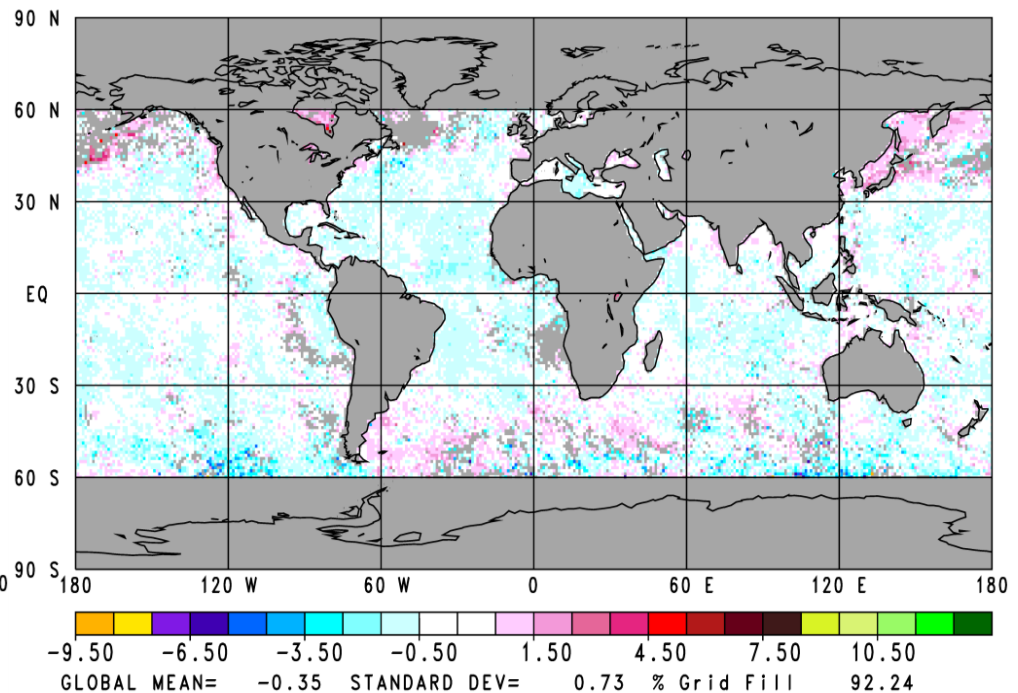 90 N
60 N
30 N
EQ
30 S
60 S
0 90 S
180 120 W 60 W 0 60 E 120 E 180
-9.50 -6.50 -3.50 -0.50 1.50 4.50 7.50 10.50
GLOBAL MEAN= -0.35 STANDARD DEV= 0.73 % Grid Fill 92.24